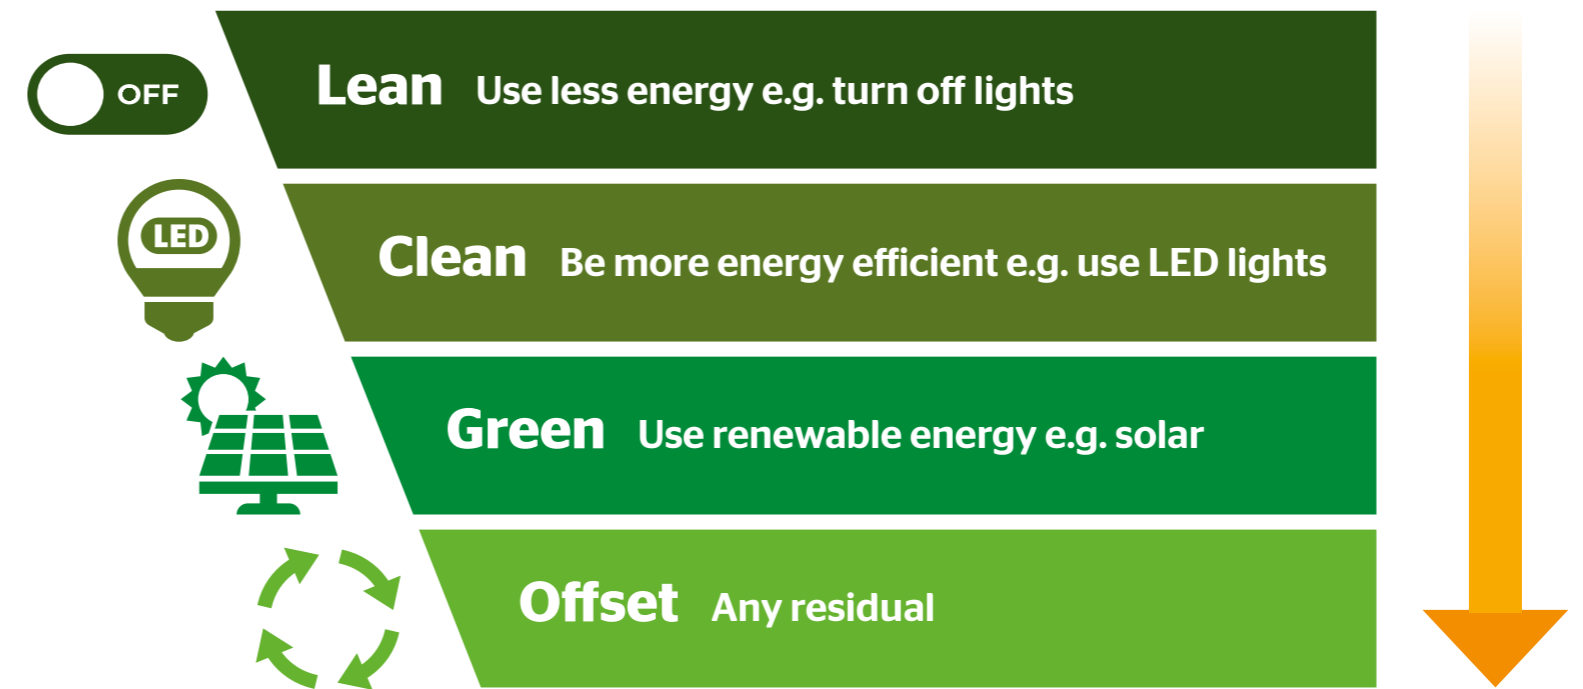 OFF
Lean Use less energy e.g. turn off lights
LED
Clean Be more energy efficient e.g. use LED lights
Green Use renewable energy e.g. solar
Offset Any residual